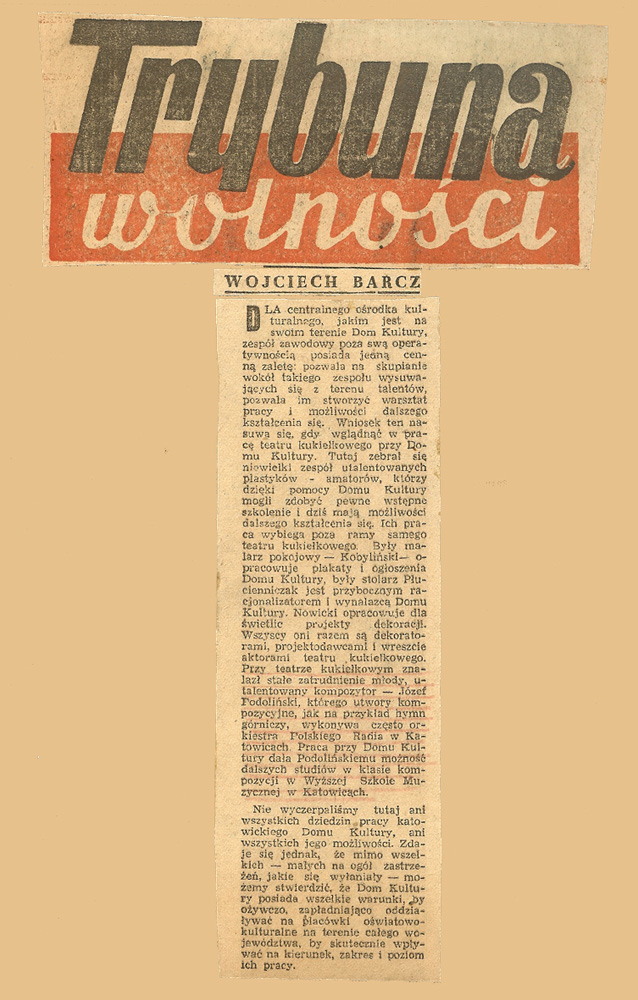 Trybuna
wolności
WOJCIECH BARCZ
DLA centralnego ośrodka kul-
turalnego, jakim jest na
swoim terenie Dom Kultury,
zespół zawodowy poza swą opera-
tywnością posiada jedną cen-
ną zaletę: pozwala na skupianie
wokół takiego zespołu wysuwa-
jących się z terenu talentów,
pozwala im stworzyć warsztat
pracy i możliwości dalszego
kształcenia się. Wniosek ten na-
suwa się, gdy wglądnąć w pra-
cę teatru kukiełkowego przy Do-
mu Kultury. Tutaj zebrał się
niewielki zespół utalentowanych
plastyków - amatorów, którzy
dzięki pomocy Domu Kultury
mogli zdobyć pewne wstępne
szkolenie i dziś mają możliwości
dalszego kształcenia się. Ich pra-
ca wybiega poza ramy samego
teatru kukiełkowego. Były ma-
larz pokojowy — Kobyliński— o-
pracowuje plakaty i ogłoszenia
Domu Kultury, były stolarz Płu-
cienniczak jest przybocznym ra-
cjonalizatorem i wynalazcą Domu
Kultury. Nowicki opracowuje dla
świetlic projekty dekoracji.
Wszyscy oni razem są dekorato-
rami, projektodawcami i wreszcie
aktorami teatru kukiełkowego.
Przy teatrze kukiełkowym zna-
lazł stałe zatrudnienie młody, u-
talentowany kompozytor — Józef
Podoliński, którego utwory kom-
pozycyjne, jak na przykład hymn
górniczy, wykonywa często or-
kiestra Polskiego Radia w Ka-
towicach. Praca przy Domu Kul-
tury dała Podolińskiemu możność
dalszych studiów w klasie kom-
pozycji w Wyższej Szkole Mu-
zycznej w Katowicach.
Nie wyczerpaliśmy tutaj ani
wszystkich dziedzin pracy kato-
wickiego Domu Kultury, ani
wszystkich jego możliwości. Zda-
je się jednak, że mimo wszel-
kich — małych na ogół zastrze-
żeń, jakie się wyłaniały — mo-
żemy stwierdzić, że Dom Kultu-
ry posiada wszelkie warunki, by
ożywczo, zapładniająco oddzia-
ływać na placówki oświatowo-
kulturalne na terenie całego wo-
jewództwa, by skutecznie wpły-
wać na kierunek, zakres i poziom
ich pracy.